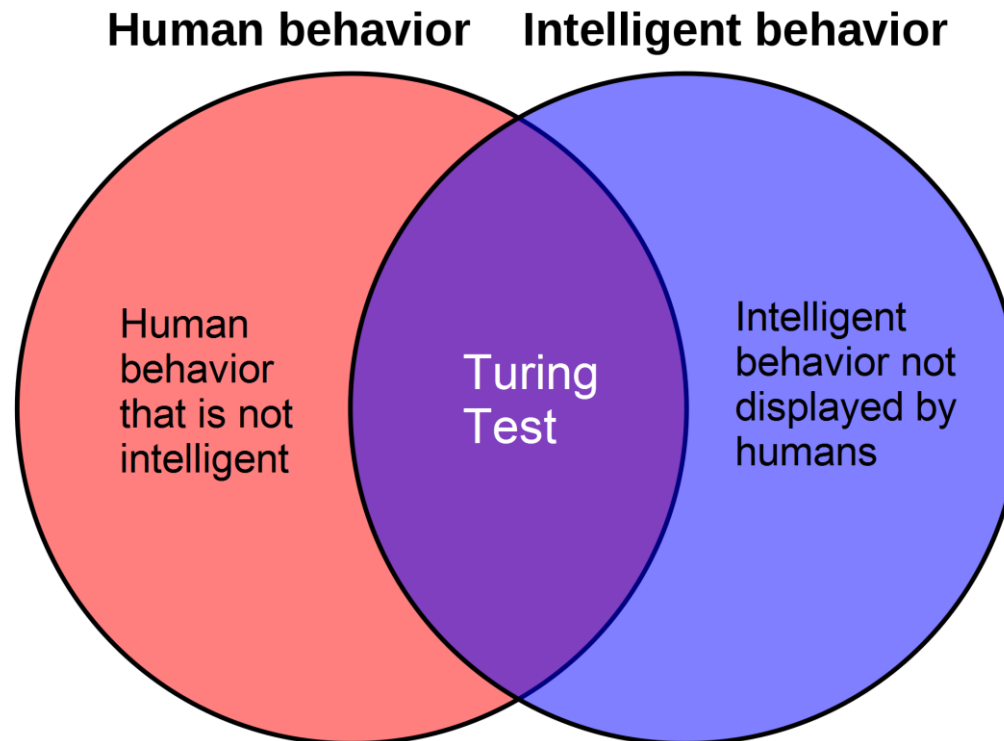 Human behavior
Intelligent behavior
Human
behavior
that is not
intelligent
Turing
Test
Intelligent
behavior not
displayed by
humans